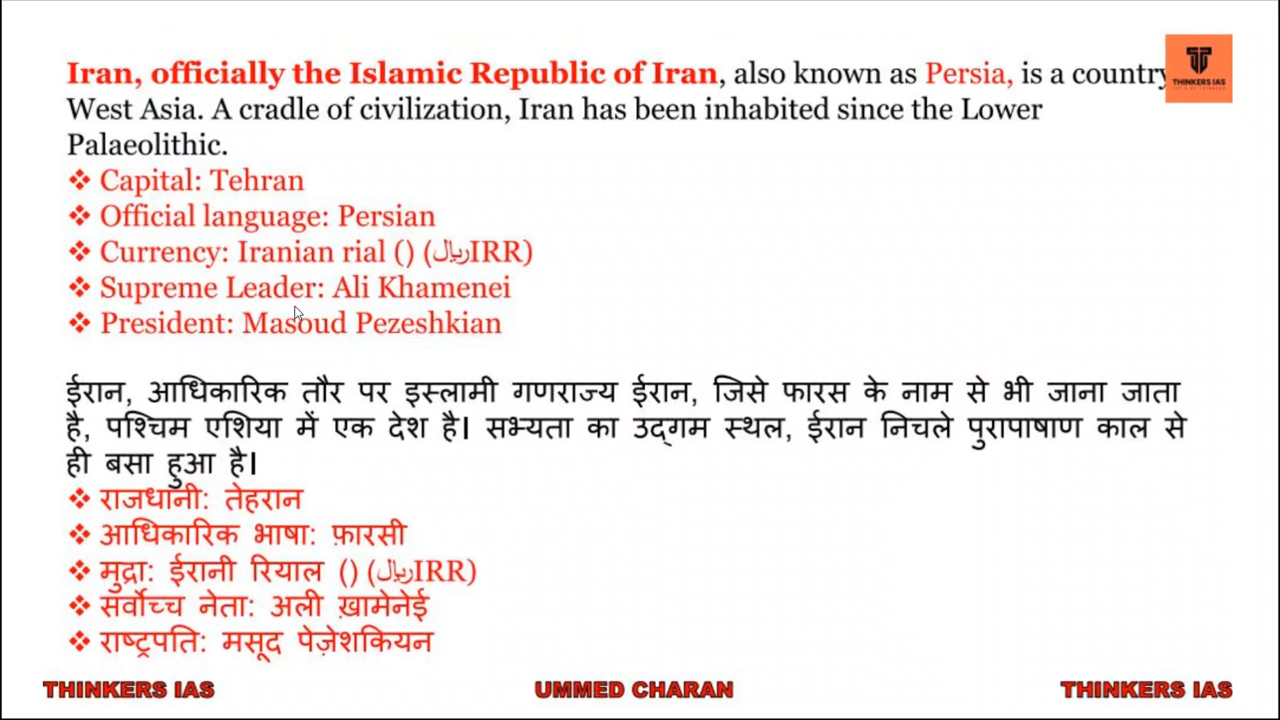 Iran, officially the Islamic Republic of Iran, also known as Persia, is a country
West Asia. A cradle of civilization, Iran has been inhabited since the Lower
Palaeolithic.
❖ Capital: Tehran
❖ Official language: Persian
❖ Currency: Iranian rial () (﷼IRR)
❖ Supreme Leader: Ali Khamenei
❖ President: Masoud Pezeshkian
ईरान, आधिकारिक तौर पर इस्लामी गणराज्य ईरान, जिसे फारस के नाम से भी जाना जाता
है, पश्चिम एशिया में एक देश है। सभ्यता का उद्गम स्थल, ईरान निचले पुरापाषाण काल से
ही बसा हुआ है।
❖ राजधानी: तेहरान
❖ आधिकारिक भाषा: फ़ारसी
❖ मुद्रा: ईरानी रियाल () (﷼IRR)
❖ सर्वोच्च नेता: अली ख़ामेनेई
❖ राष्ट्रपति: मसूद पेज़ेशकियन
THINKERS IAS
THINKERS IAS UMMED CHARAN THINKERS IAS